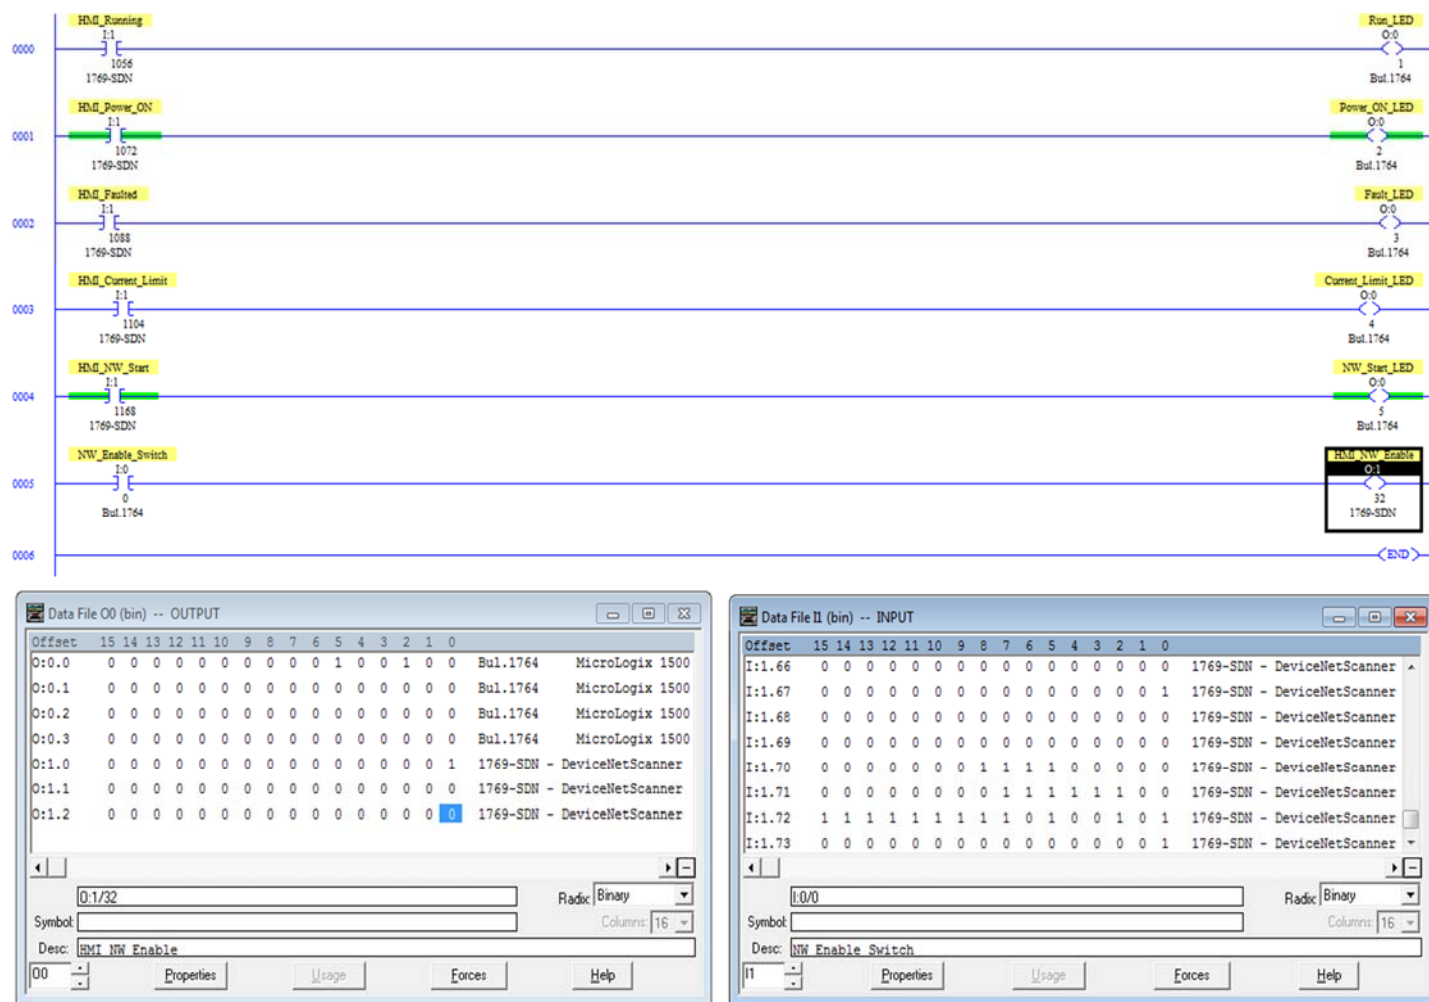 HMI_Running
I:1
0000
1056
1769-SDN
Run_LED
O:0
1
Bul.1764
HMI_Power_ON
I:1
0001
1072
1769-SDN
Power_ON_LED
O:0
2
Bul.1764
HMI_Faulted
I:1
0002
1088
1769-SDN
Fault_LED
O:0
3
Bul.1764
HMI_Current_Limit
I:1
0003
1104
1769-SDN
Current_Limit_LED
O:0
4
Bul.1764
HMI_NW_Start
I:1
0004
1168
1769-SDN
NW_Start_LED
O:0
5
Bul.1764
NW_Enable_Switch
I:0
0005
0
Bul.1764
HMI_NW_Enable
O:1
32
1769-SDN
0006
END
Data File O0 (bin) -- OUTPUT
Offset 15 14 13 12 11 10 9 8 7 6 5 4 3 2 1 0
O:0.0 0 0 0 0 0 0 0 0 0 0 1 0 0 1 0 0 Bul.1764 MicroLogix 1500
O:0.1 0 0 0 0 0 0 0 0 0 0 0 0 0 0 0 0 Bul.1764 MicroLogix 1500
O:0.2 0 0 0 0 0 0 0 0 0 0 0 0 0 0 0 0 Bul.1764 MicroLogix 1500
O:0.3 0 0 0 0 0 0 0 0 0 0 0 0 0 0 0 0 Bul.1764 MicroLogix 1500
O:1.0 0 0 0 0 0 0 0 0 0 0 0 0 0 0 0 1 1769-SDN - DeviceNetScanner
O:1.1 0 0 0 0 0 0 0 0 0 0 0 0 0 0 0 0 1769-SDN - DeviceNetScanner
O:1.2 0 0 0 0 0 0 0 0 0 0 0 0 0 0 0 0 1769-SDN - DeviceNetScanner
O:1/32
Radix: Binary
Symbol:
Columns: 16
Desc: HMI NW Enable
O0
Properties Usage Forces Help
Data File I1 (bin) -- INPUT
Offset 15 14 13 12 11 10 9 8 7 6 5 4 3 2 1 0
I:1.66 0 0 0 0 0 0 0 0 0 0 0 0 0 0 0 0 1769-SDN - DeviceNetScanner
I:1.67 0 0 0 0 0 0 0 0 0 0 0 0 0 0 0 1 1769-SDN - DeviceNetScanner
I:1.68 0 0 0 0 0 0 0 0 0 0 0 0 0 0 0 0 1769-SDN - DeviceNetScanner
I:1.69 0 0 0 0 0 0 0 0 0 0 0 0 0 0 0 0 1769-SDN - DeviceNetScanner
I:1.70 0 0 0 0 0 0 0 1 1 1 1 0 0 0 0 0 1769-SDN - DeviceNetScanner
I:1.71 0 0 0 0 0 0 0 0 1 1 1 1 1 1 0 0 1769-SDN - DeviceNetScanner
I:1.72 1 1 1 1 1 1 1 1 1 0 1 0 0 1 0 1 1769-SDN - DeviceNetScanner
I:1.73 0 0 0 0 0 0 0 0 0 0 0 0 0 0 0 1 1769-SDN - DeviceNetScanner
I:0/0
Radix: Binary
Symbol:
Columns: 16
Desc: NW Enable Switch
I1
Properties Usage Forces Help